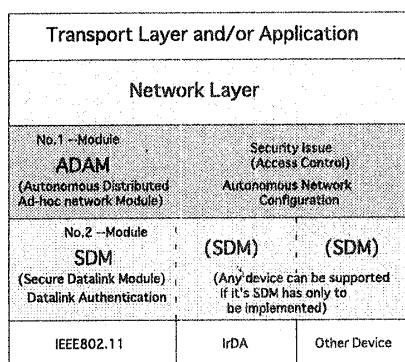 Transport Layer and/or Application
Network Layer
No.1 --Module
ADAM
(Autonomous Distributed
Ad-hoc network Module)
Security Issue
(Access Control)
Autonomous Network
Configuration
No.2 --Module
SDM
(Secure Datalink Module)
Datalink Authentication
(SDM)
(SDM)
(Any device can be supported
if it's SDM has only to
be implemented)
IEEE802.11
IrDA
Other Device